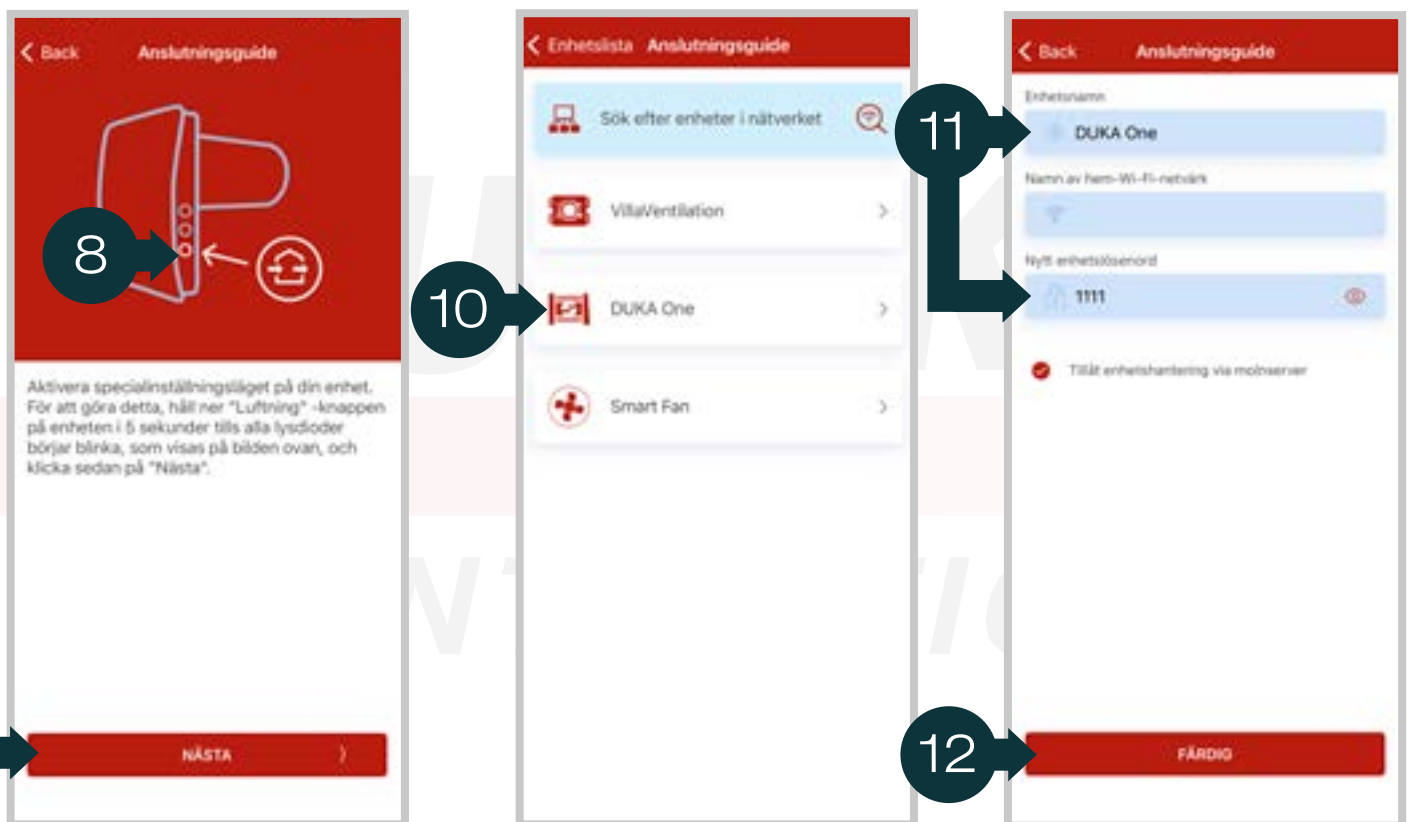 Back Anslutningsguide
8
Aktivera specialinställningsläget på din enhet.
För att göra detta, håll ner "Luftning" -knappen
på enheten i 5 sekunder tills alla lysdioder
börjar blinka, som visas på bilden ovan, och
klicka sedan på "Nästa".
NÄSTA
Enhetslista Anslutningsguide
Sök efter enheter i nätverket
VillaVentilation
10
DUKA One
Smart Fan
Back Anslutningsguide
Enhetsnamn
11
DUKA One
Namn av hem-Wi-Fi-netvärk
Nytt enhetslösenord
1111
Tillåt enhetshantering via molnserver
12
FÄRDIG